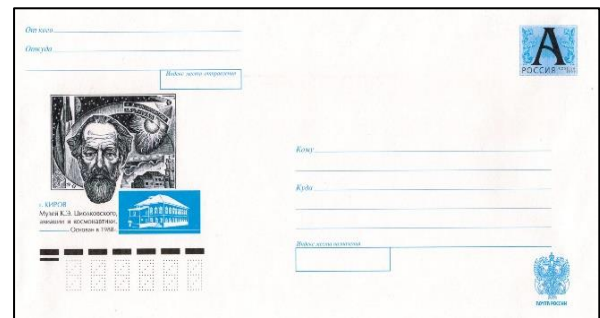 От кого
Откуда
Индекс места отправления
А
РОССИЯ
Кому
Куда
г. КИРОВ
Музей К.Э. Циолковского,
авиации и космонавтики.
Основан в 1988 г.
Индекс места назначения
ПОЧТА РОССИИ